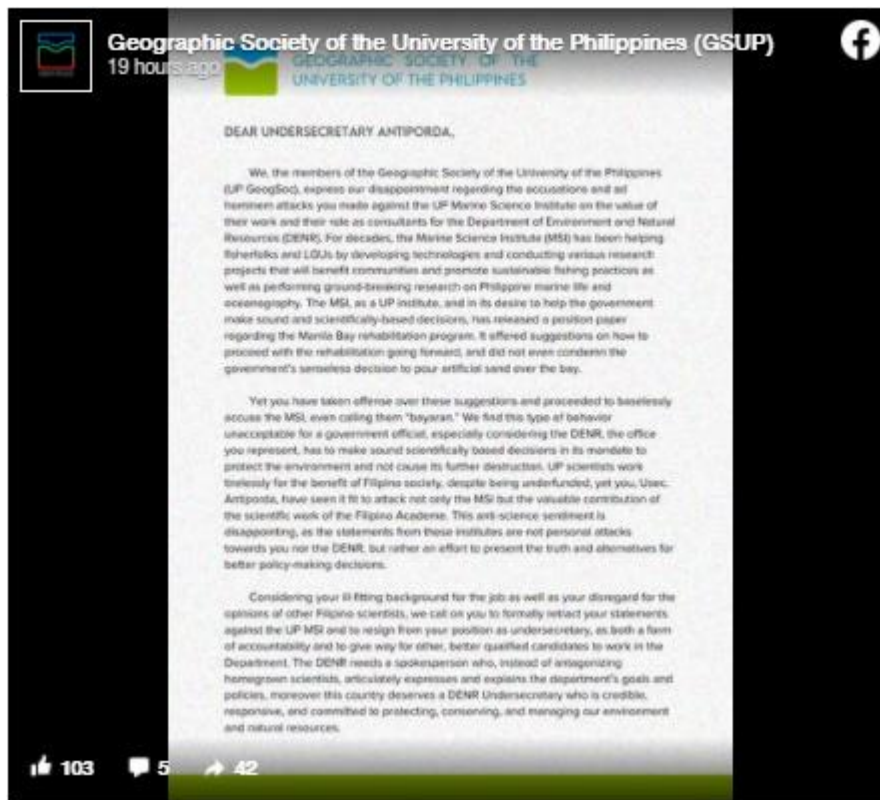 Geographic Society of the University of the Philippines (GSUP)
19 hours ago
GEOGRAPHIC SOCIETY OF THE
UNIVERSITY OF THE PHILIPPINES
DEAR UNDERSECRETARY ANTIPORDA,
We, the members of the Geographic Society of the University of the Philippines
(UP GeogSoc), express our disappointment regarding the accusations and ad
hominem attacks you made against the UP Marine Science Institute on the value of
their work and their role as consultants for the Department of Environment and Natural
Resources (DENR). For decades, the Marine Science Institute (MSI) has been helping
fisherfolks and LGUs by developing technologies and conducting various research
projects that will benefit communities and promote sustainable fishing practices as
well as performing ground-breaking research on Philippine marine life and
oceanography. The MSI, as a UP institute, and in its desire to help the government
make sound and scientifically-based decisions, has released a position paper
regarding the Manila Bay rehabilitation program. It offered suggestions on how to
proceed with the rehabilitation going forward, and did not even condemn the
government's senseless decision to pour artificial sand over the bay.
Yet you have taken offense over these suggestions and proceeded to baselessly
accuse the MSI, even calling them "bayaran." We find this type of behavior
unacceptable for a government official, especially considering the DENR, the office
you represent, has to make sound scientifically based decisions in its mandate to
protect the environment and not cause its further destruction. UP scientists work
tirelessly for the benefit of Filipino society, despite being underfunded, yet you, Usec.
Antiporda, have seen it fit to attack not only the MSI but the valuable contribution of
the scientific work of the Filipino Academe. This anti-science sentiment is
disappointing, as the statements from these institutes are not personal attacks
towards you nor the DENR, but rather an effort to present the truth and alternatives for
better policy-making decisions.
Considering your ill-fitting background for the job as well as your disregard for the
opinions of other Filipino scientists, we call on you to formally retract your statements
against the UP MSI and to resign from your position as undersecretary, as both a form
of accountability and to give way for other, better qualified candidates to work in the
Department. The DENR needs a spokesperson who, instead of antagonizing
homegrown scientists, articulately expresses and explains the department's goals and
policies, moreover this country deserves a DENR Undersecretary who is credible,
responsive, and committed to protecting, conserving, and managing our environment
and natural resources.
103 5 42